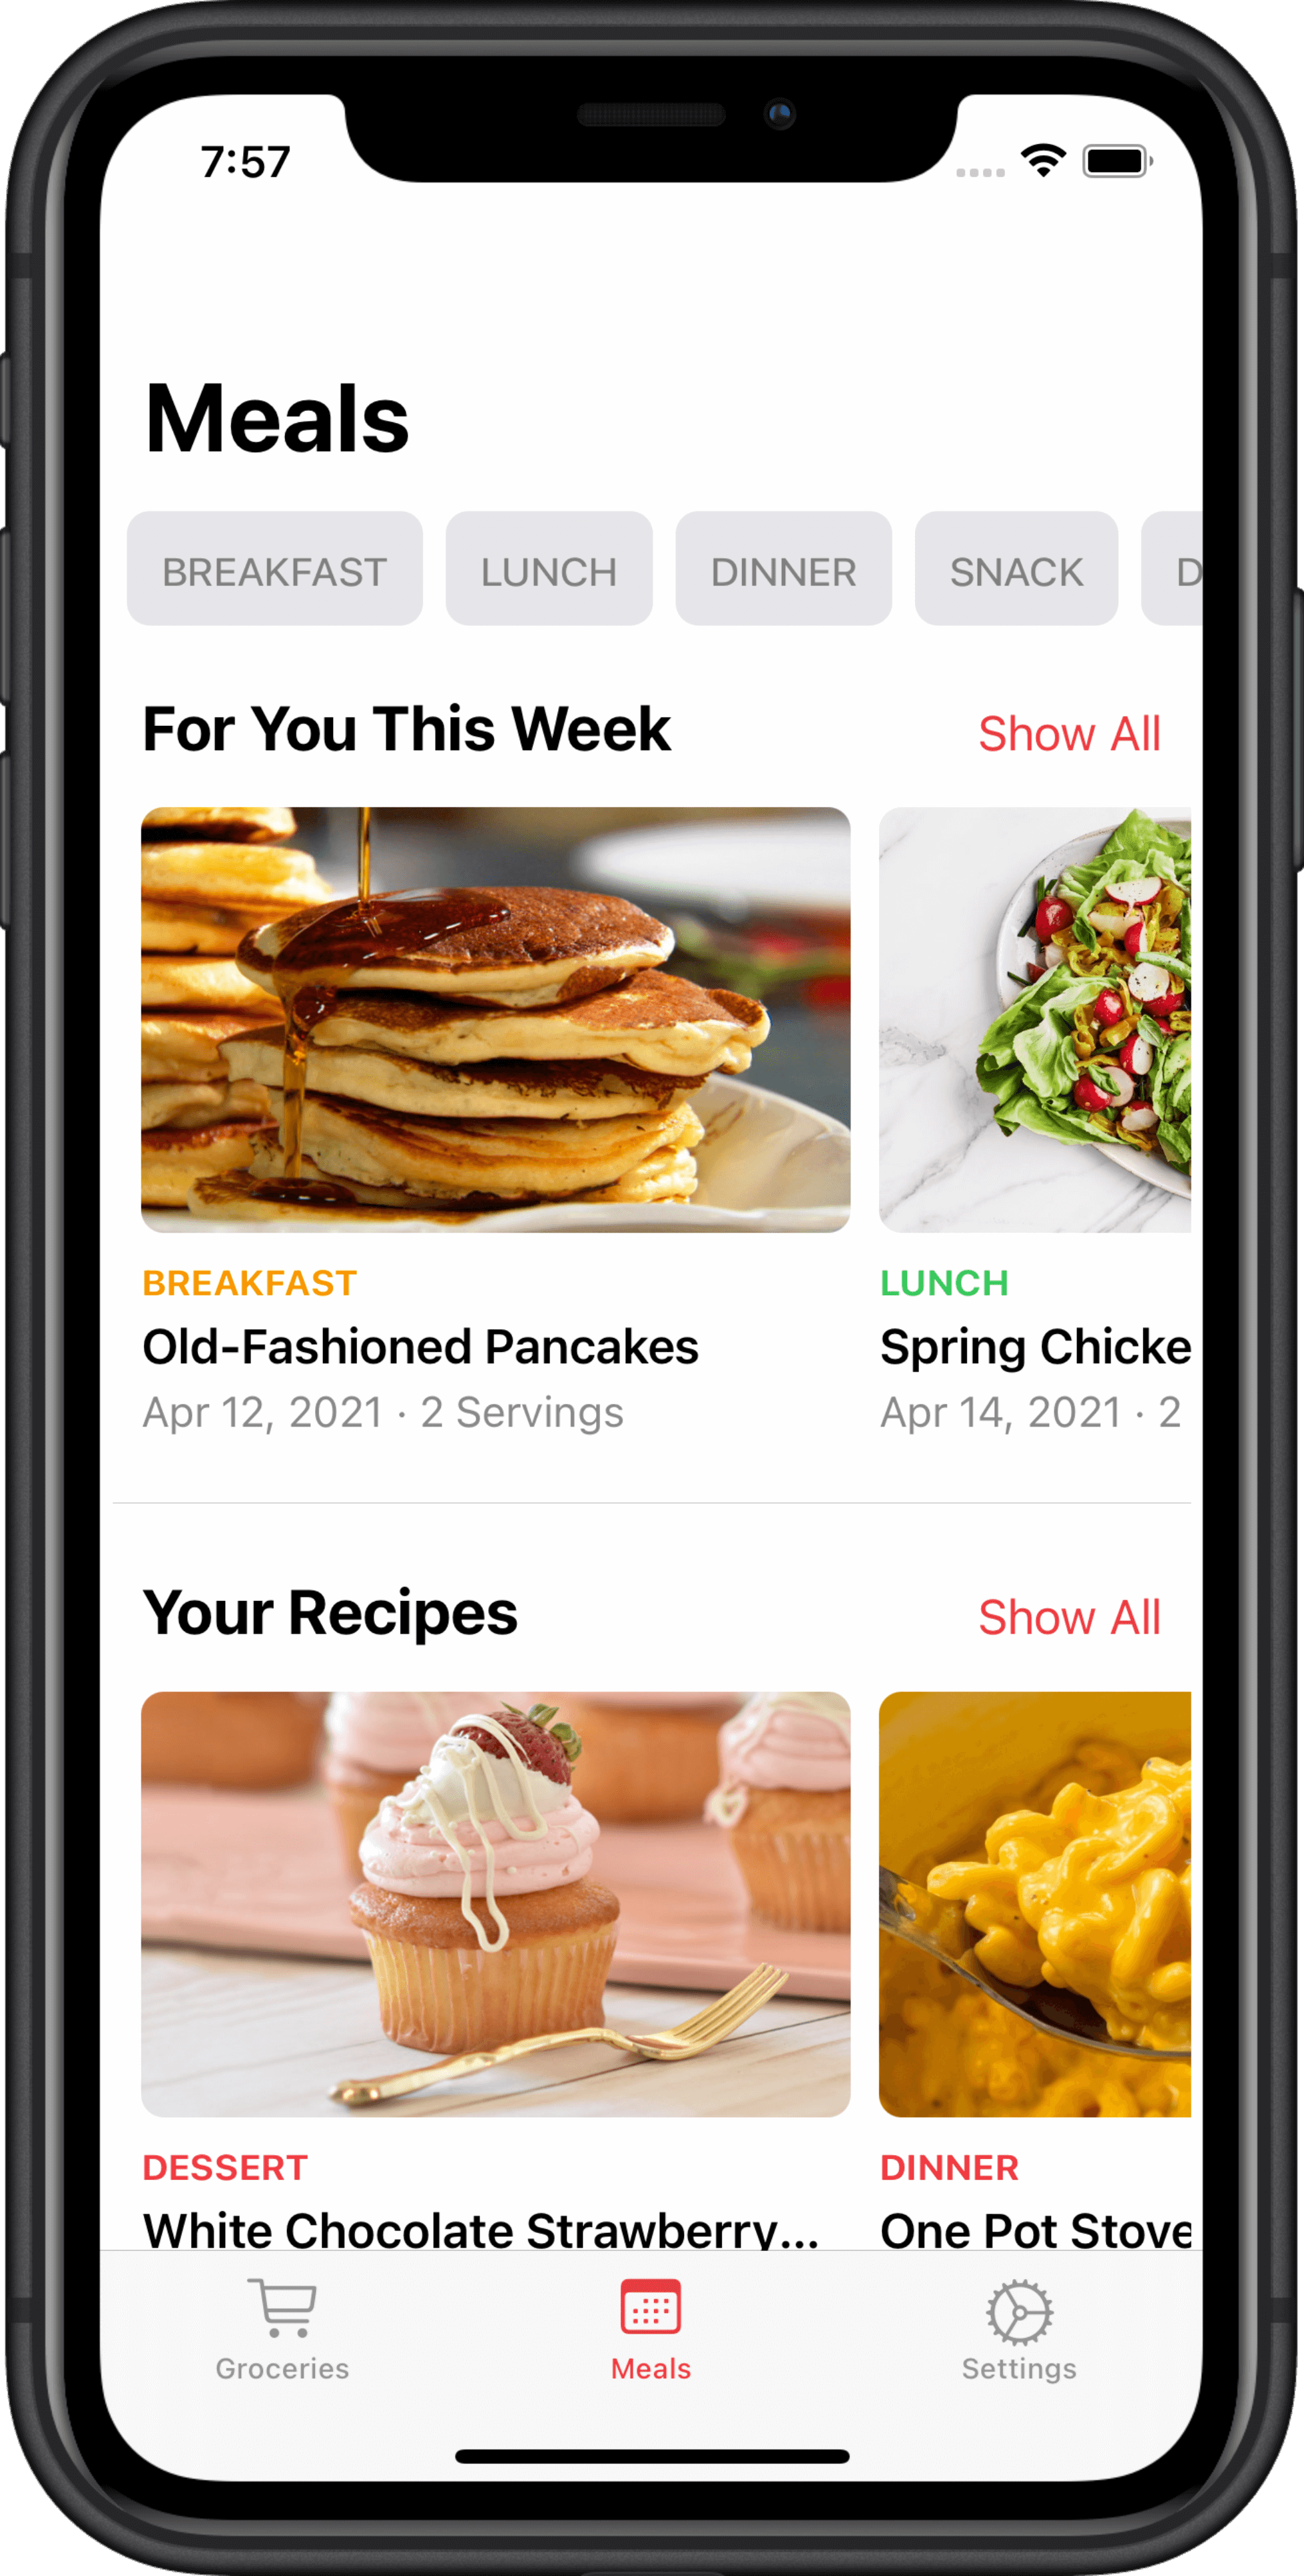 7:57
Meals
BREAKFAST LUNCH DINNER SNACK D
For You This Week Show All
BREAKFAST LUNCH
Old-Fashioned Pancakes Spring Chicke
Apr 12, 2021 · 2 Servings Apr 14, 2021 · 2
Your Recipes Show All
DESSERT DINNER
White Chocolate Strawberry... One Pot Stove
Groceries Meals Settings